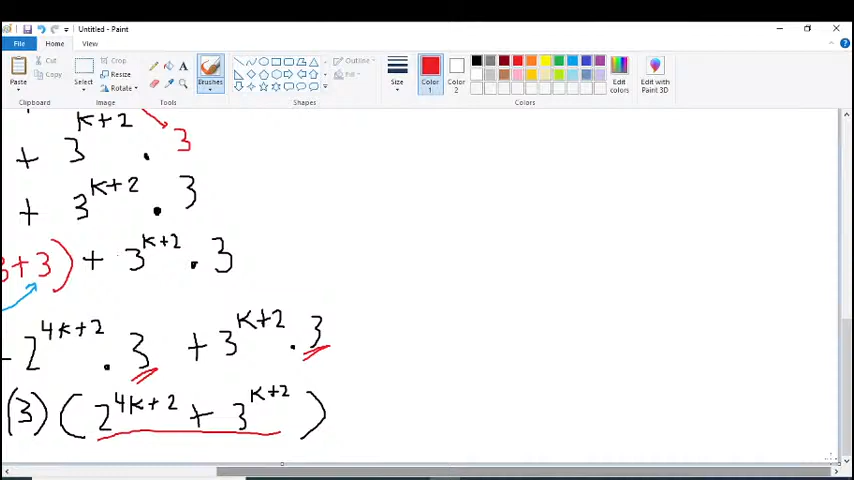 Untitled - Paint
File Home View
Paste
Cut
Copy
Clipboard
Select
Crop
Resize
Rotate
Image
Tools
Brushes
Shapes
Outline
Fill
Size
Color 1
Color 2
Colors
Edit colors
Edit with Paint 3D
+ 3^{k+2} . 3
+ 3^{k+2} . 3
3+3) + 3^{k+2} . 3
- 2^{4k+2} . 3 + 3^{k+2} . 3
(3) (2^{4k+2} + 3^{k+2})